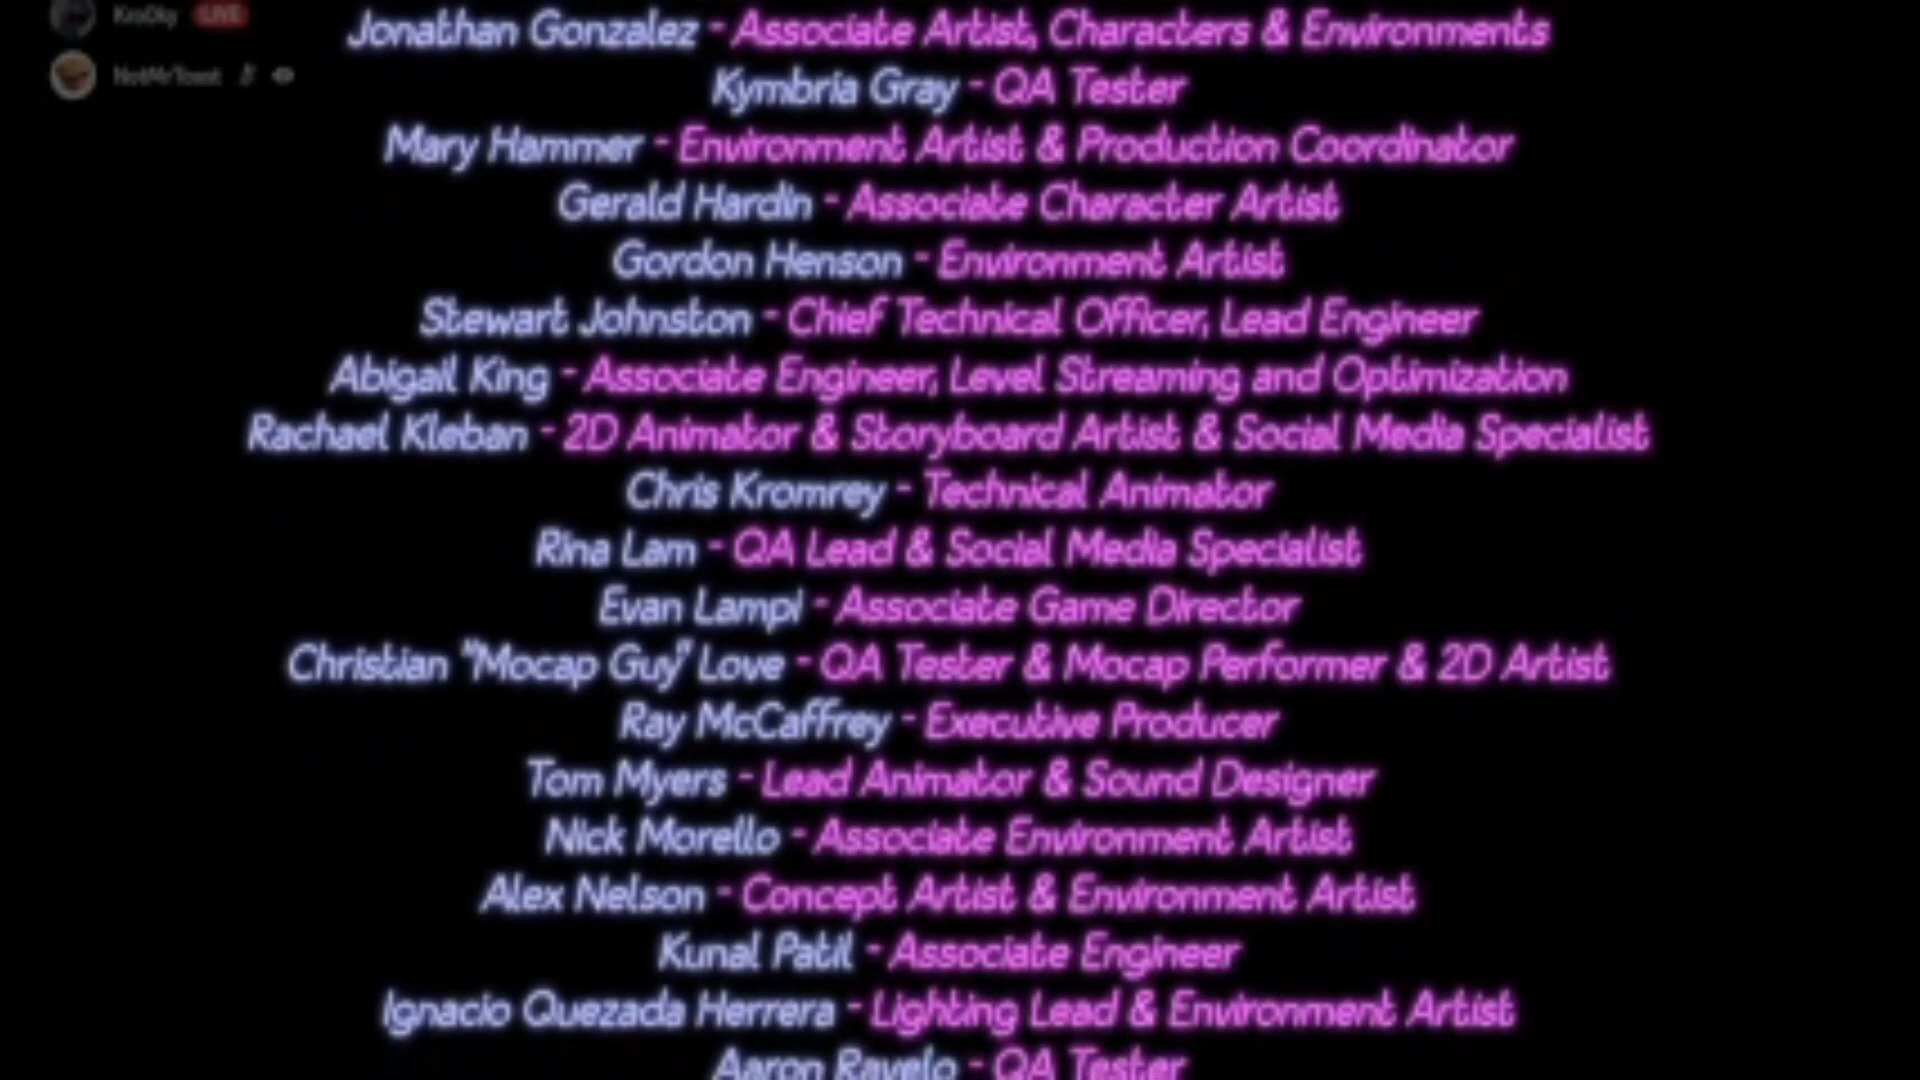 KroDky LIVE
Jonathan Gonzalez - Associate Artist, Characters & Environments
NotMrToast
Kymbria Gray - QA Tester
Mary Hammer - Environment Artist & Production Coordinator
Gerald Hardin - Associate Character Artist
Gordon Henson - Environment Artist
Stewart Johnston - Chief Technical Officer, Lead Engineer
Abigail King - Associate Engineer, Level Streaming and Optimization
Rachael Kleban - 2D Animator & Storyboard Artist & Social Media Specialist
Chris Kromrey - Technical Animator
Rina Lam - QA Lead & Social Media Specialist
Evan Lampi - Associate Game Director
Christian "Mocap Guy" Love - QA Tester & Mocap Performer & 2D Artist
Ray McCaffrey - Executive Producer
Tom Myers - Lead Animator & Sound Designer
Nick Morello - Associate Environment Artist
Alex Nelson - Concept Artist & Environment Artist
Kunal Patil - Associate Engineer
Ignacio Quezada Herrera - Lighting Lead & Environment Artist
Aaron Ravelo - QA Tester